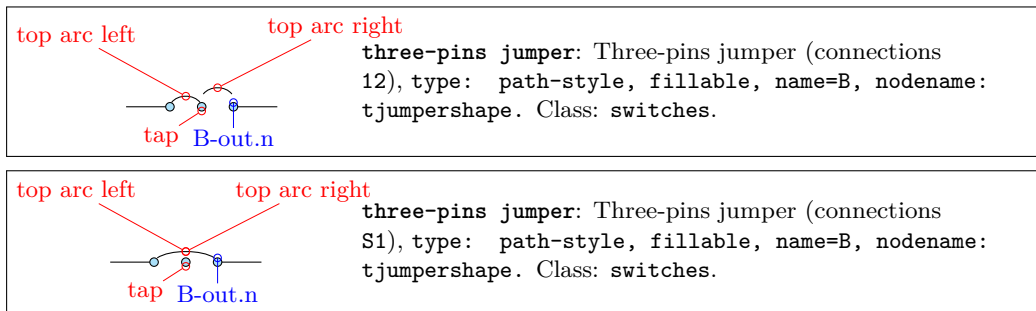 top arc left
top arc right
tap
B-out.n
three-pins jumper: Three-pins jumper (connections
12), type: path-style, fillable, name=B, nodename:
tjumpershape. Class: switches.
top arc left
top arc right
tap
B-out.n
three-pins jumper: Three-pins jumper (connections
S1), type: path-style, fillable, name=B, nodename:
tjumpershape. Class: switches.